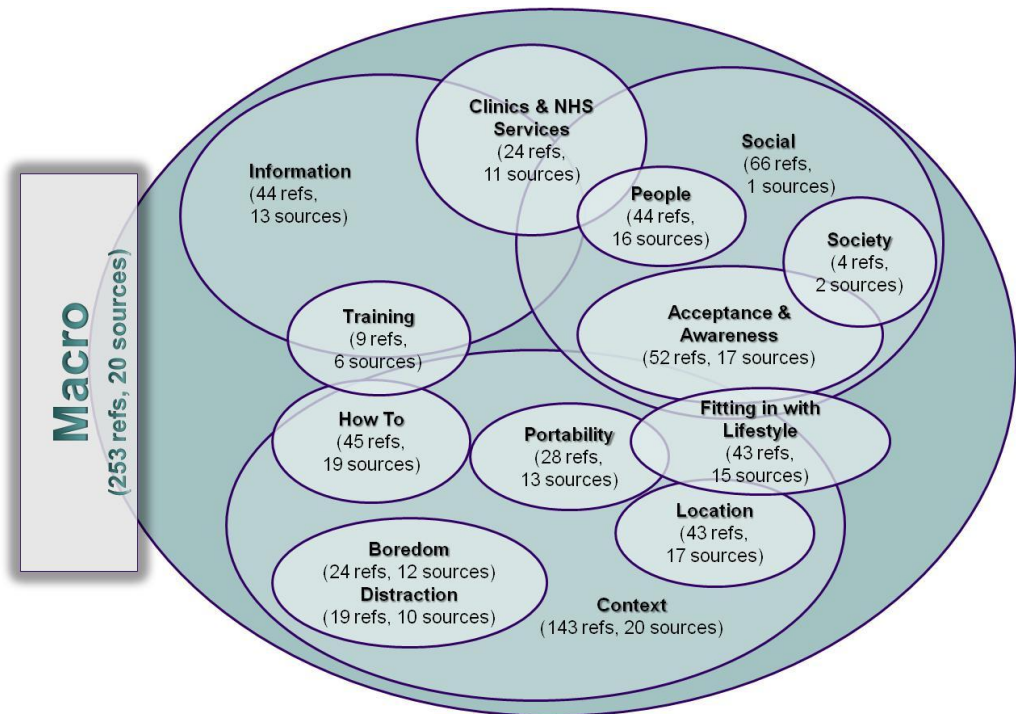 Macro
(253 refs, 20 sources)
Clinics & NHS
Services
(24 refs,
11 sources)
Information
(44 refs,
13 sources)
Social
(66 refs,
1 sources)
People
(44 refs,
16 sources)
Society
(4 refs,
2 sources)
Training
(9 refs,
6 sources)
Acceptance &
Awareness
(52 refs, 17 sources)
How To
(45 refs,
19 sources)
Portability
(28 refs,
13 sources)
Fitting in with
Lifestyle
(43 refs,
15 sources)
Location
(43 refs,
17 sources)
Boredom
(24 refs, 12 sources)
Distraction
(19 refs, 10 sources)
Context
(143 refs, 20 sources)